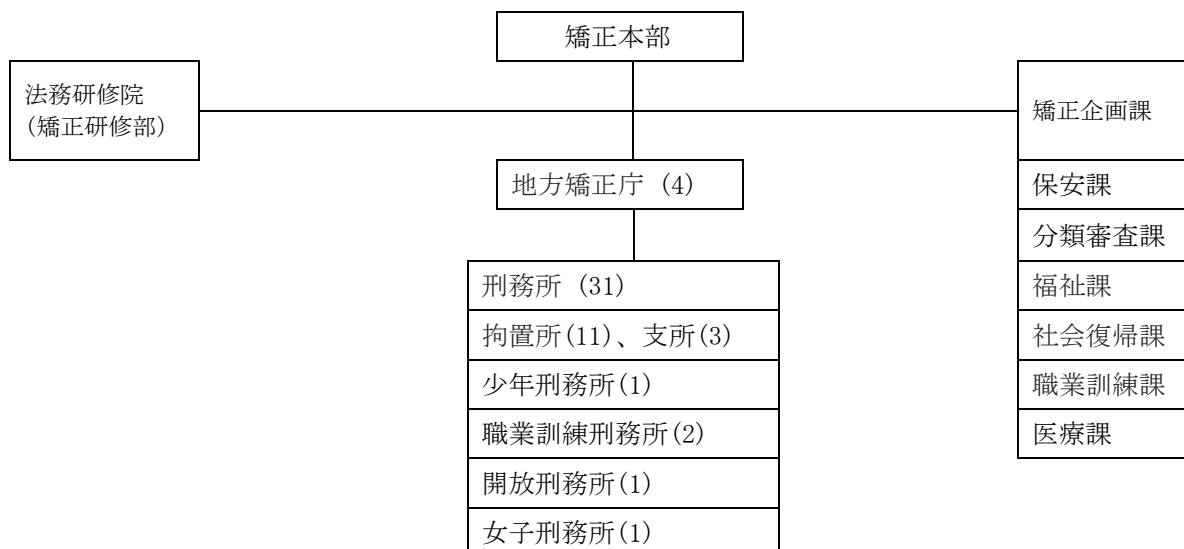 矯正本部
法務研修院
(矯正研修部)
矯正企画課
保安課
分類審査課
福祉課
社会復帰課
職業訓練課
医療課
地方矯正庁 (4)
刑務所 (31)
拘置所(11)、支所(3)
少年刑務所(1)
職業訓練刑務所(2)
開放刑務所(1)
女子刑務所(1)